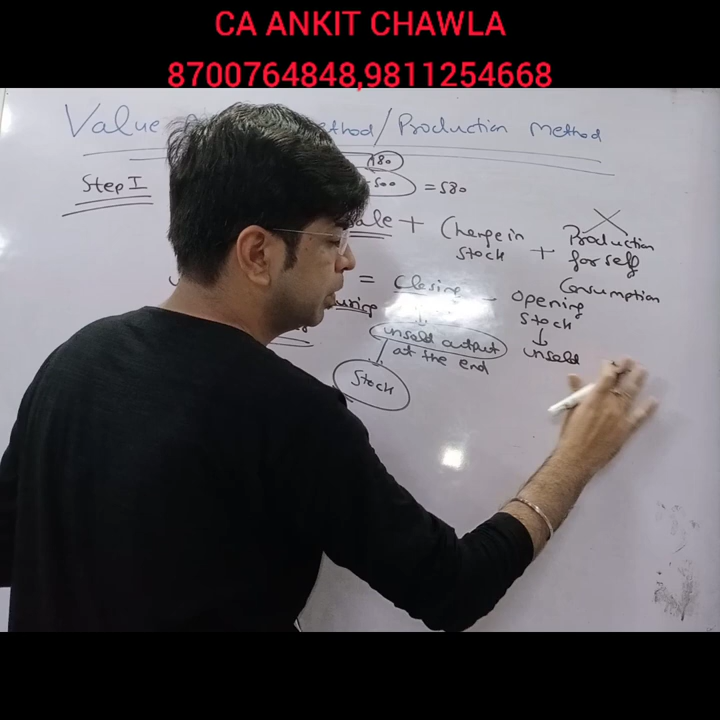 CA ANKIT CHAWLA
8700764848,9811254668
Value ethod/Production Method
Step I
180
500 = 580
ale + Change in Stock + Production for self Consumption
= Closing - opening Stock
unsold output at the end
unsold
Stock